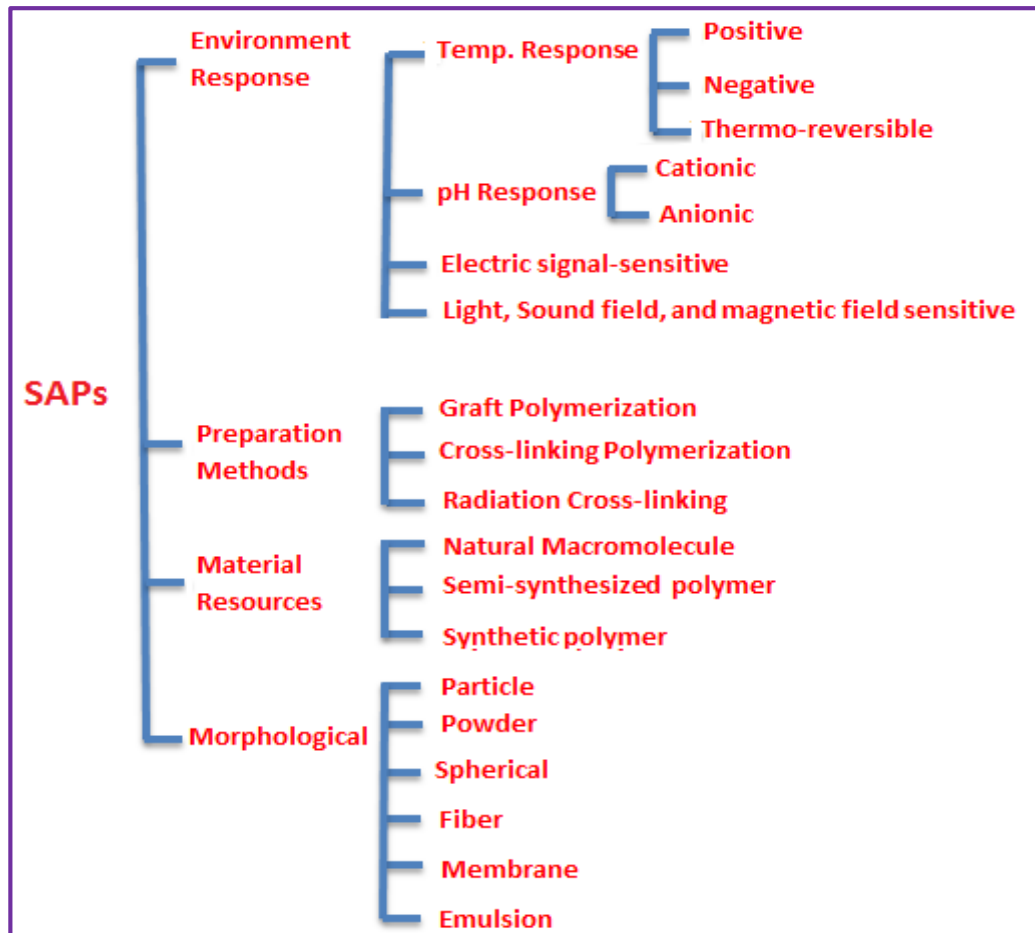 Environment
Response
Temp. Response
Positive
Negative
Thermo-reversible
pH Response
Cationic
Anionic
Electric signal-sensitive
Light, Sound field, and magnetic field sensitive
SAPs
Preparation
Methods
Graft Polymerization
Cross-linking Polymerization
Radiation Cross-linking
Material
Resources
Natural Macromolecule
Semi-synthesized polymer
Synthetic polymer
Morphological
Particle
Powder
Spherical
Fiber
Membrane
Emulsion